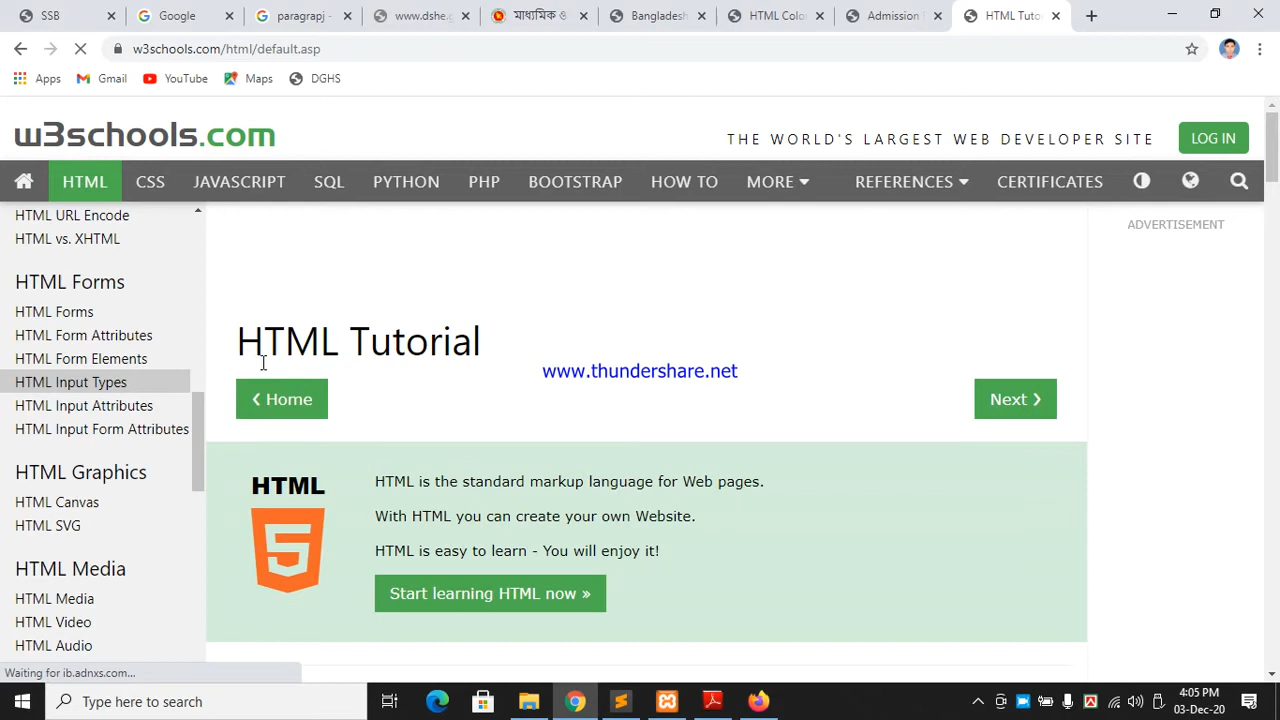 SSB
Google
paragrapj -
www.dshe.g
মাধ্যমিক ও
Bangladesh
HTML Colo
Admission
HTML Tuto
w3schools.com/html/default.asp
Apps
Gmail
YouTube
Maps
DGHS
w3schools.com
THE WORLD'S LARGEST WEB DEVELOPER SITE
LOG IN
HTML
CSS
JAVASCRIPT
SQL
PYTHON
PHP
BOOTSTRAP
HOW TO
MORE
REFERENCES
CERTIFICATES
HTML URL Encode
HTML vs. XHTML
HTML Forms
HTML Forms
HTML Form Attributes
HTML Form Elements
HTML Input Types
HTML Input Attributes
HTML Input Form Attributes
HTML Graphics
HTML Canvas
HTML SVG
HTML Media
HTML Media
HTML Video
HTML Audio
ADVERTISEMENT
HTML Tutorial
www.thundershare.net
❮ Home
Next ❯
HTML
5
HTML is the standard markup language for Web pages.
With HTML you can create your own Website.
HTML is easy to learn - You will enjoy it!
Start learning HTML now »
Waiting for ib.adnxs.com...
Type here to search
4:05 PM
03-Dec-20